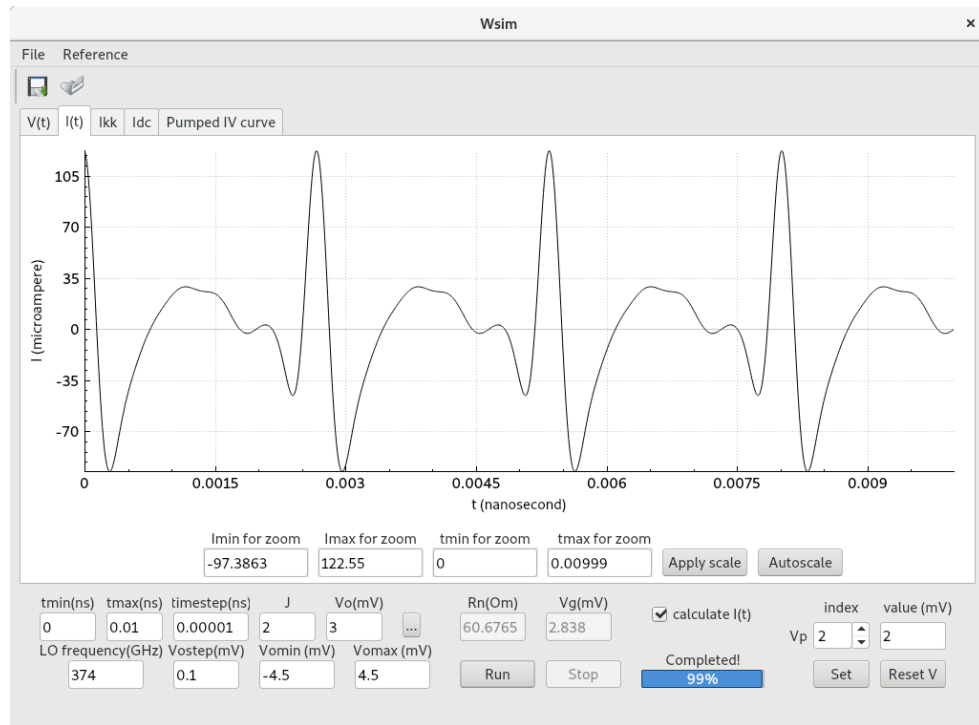 Wsim ×
File Reference
V(t) I(t) Ikk Idc Pumped IV curve
I (microampere)
105
70
35
0
-35
-70
0 0.0015 0.003 0.0045 0.006 0.0075 0.009
t (nanosecond)
Imin for zoom Imax for zoom tmin for zoom tmax for zoom
-97.3863 122.55 0 0.00999 Apply scale Autoscale
tmin(ns) tmax(ns) timestep(ns) J Vo(mV) Rn(Om) Vg(mV) calculate I(t) index value (mV)
0 0.01 0.00001 2 3 ... 60.6765 2.838 Vp 2 2
LO frequency(GHz) Vostep(mV) Vomin (mV) Vomax (mV) Completed!
374 0.1 -4.5 4.5 Run Stop 99% Set Reset V